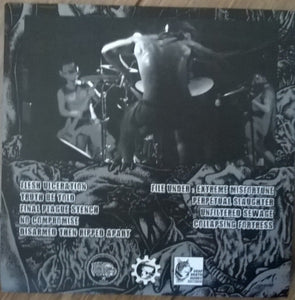 FLESH ULCERATION
TRUTH BE TOLD
FINAL PLAGUE STENCH
NO COMPROMISE
DISARMED THEN RIPPED APART
FILE UNDER: EXTREME MISFORTUNE
PERPETUAL SLAUGHTER
UNFILTERED SEWAGE
COLLAPSING FORTRESS